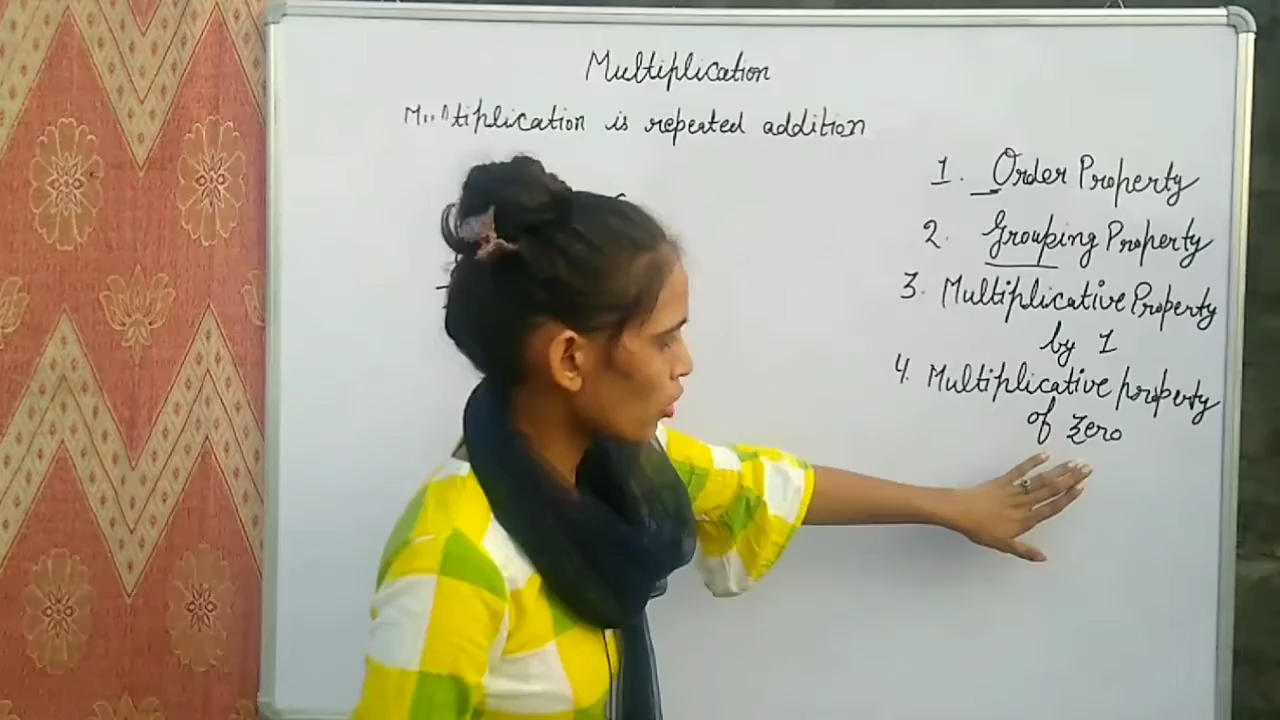 Multiplication
Multiplication is repeated addition
1. Order Property
2. Grouping Property
3. Multiplicative Property
by 1
4. Multiplicative property
of zero